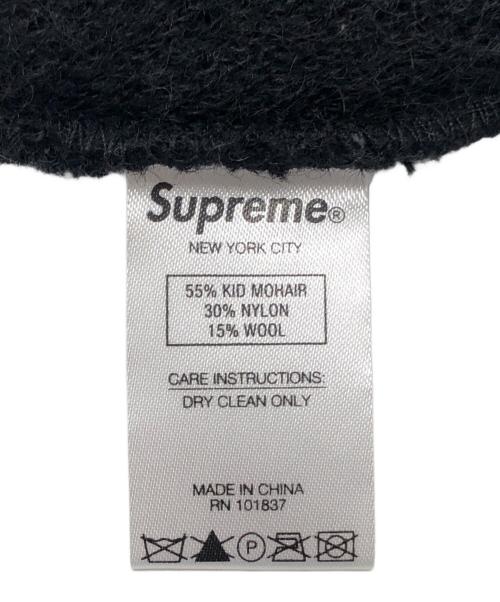 Supreme®
NEW YORK CITY
55% KID MOHAIR
30% NYLON
15% WOOL
CARE INSTRUCTIONS:
DRY CLEAN ONLY
MADE IN CHINA
RN 101837
P